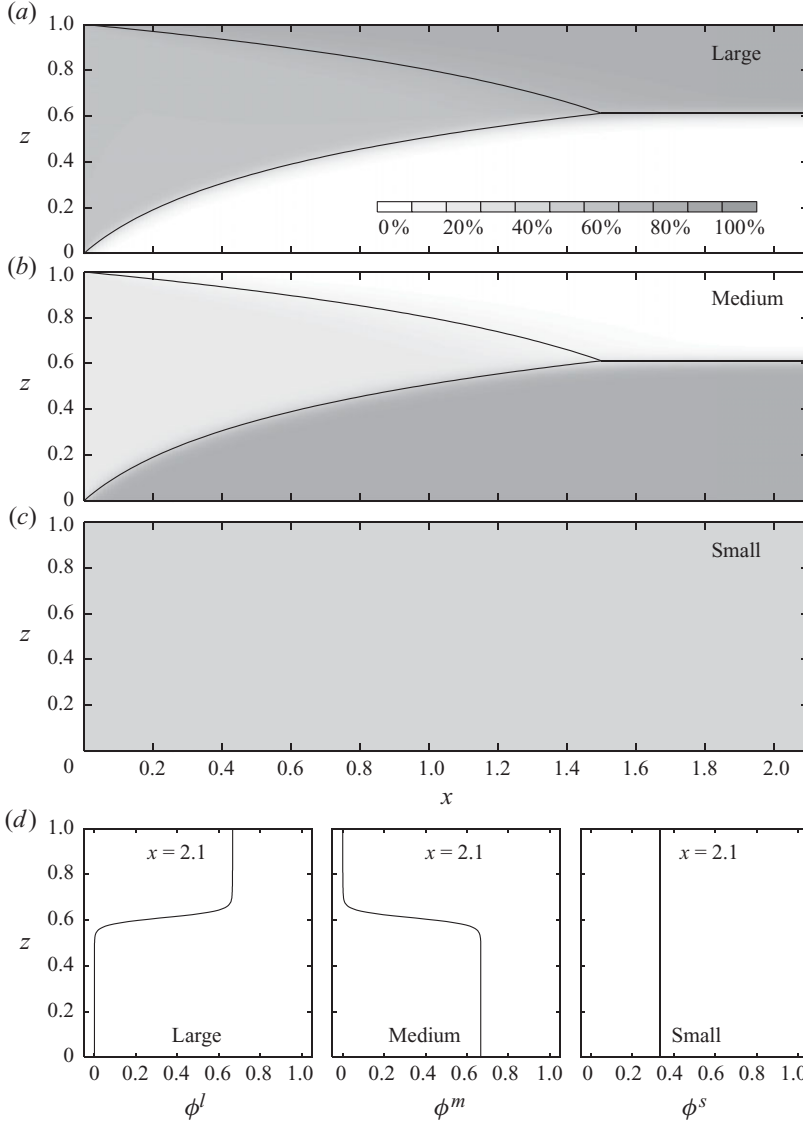 (a)
1.0
0.8
0.6
z
0.4
0.2
0
Large
0% 20% 40% 60% 80% 100%
(b)
1.0
0.8
0.6
z
0.4
0.2
0
Medium
(c)
1.0
0.8
0.6
z
0.4
0.2
0
Small
0.2 0.4 0.6 0.8 1.0 1.2 1.4 1.6 1.8 2.0
x
(d)
1.0
0.8
0.6
z
0.4
0.2
0
x = 2.1
Large
0 0.2 0.4 0.6 0.8 1.0
ϕ^l
x = 2.1
Medium
0 0.2 0.4 0.6 0.8 1.0
ϕ^m
x = 2.1
Small
0 0.2 0.4 0.6 0.8 1.0
ϕ^s